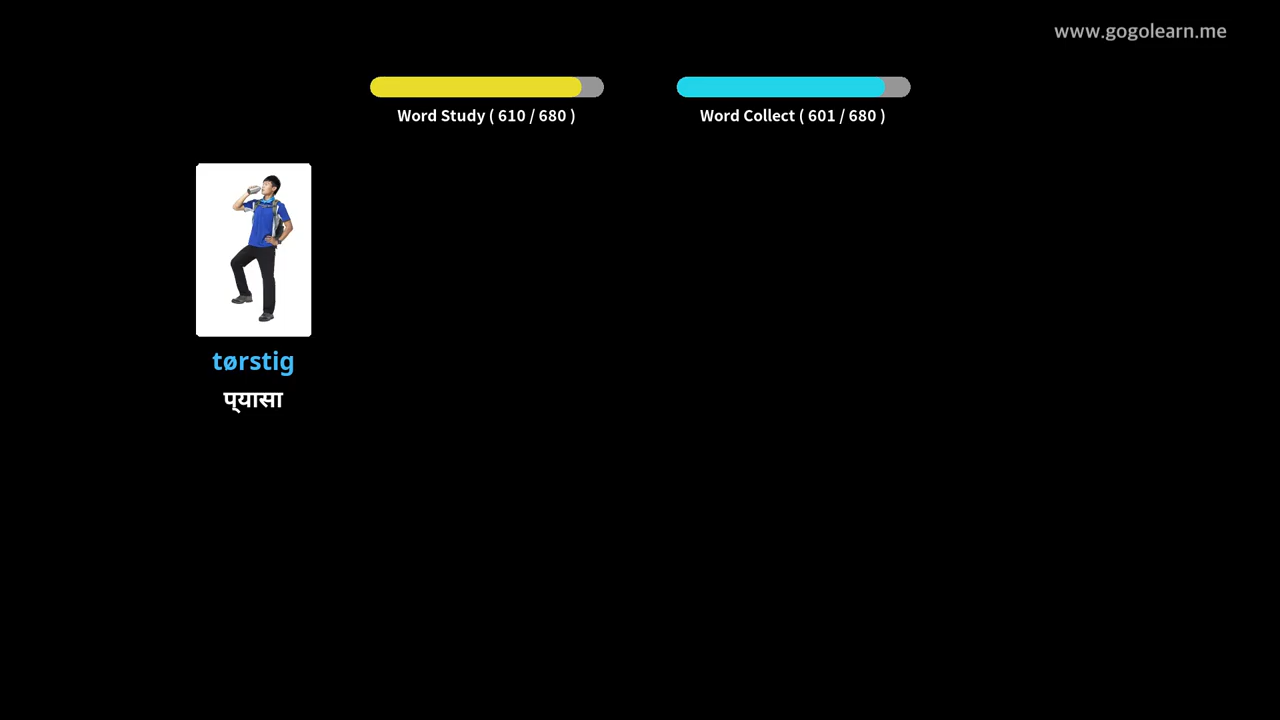 www.gogolearn.me
Word Study ( 610 / 680 )
Word Collect ( 601 / 680 )
tørstig
प्यासा